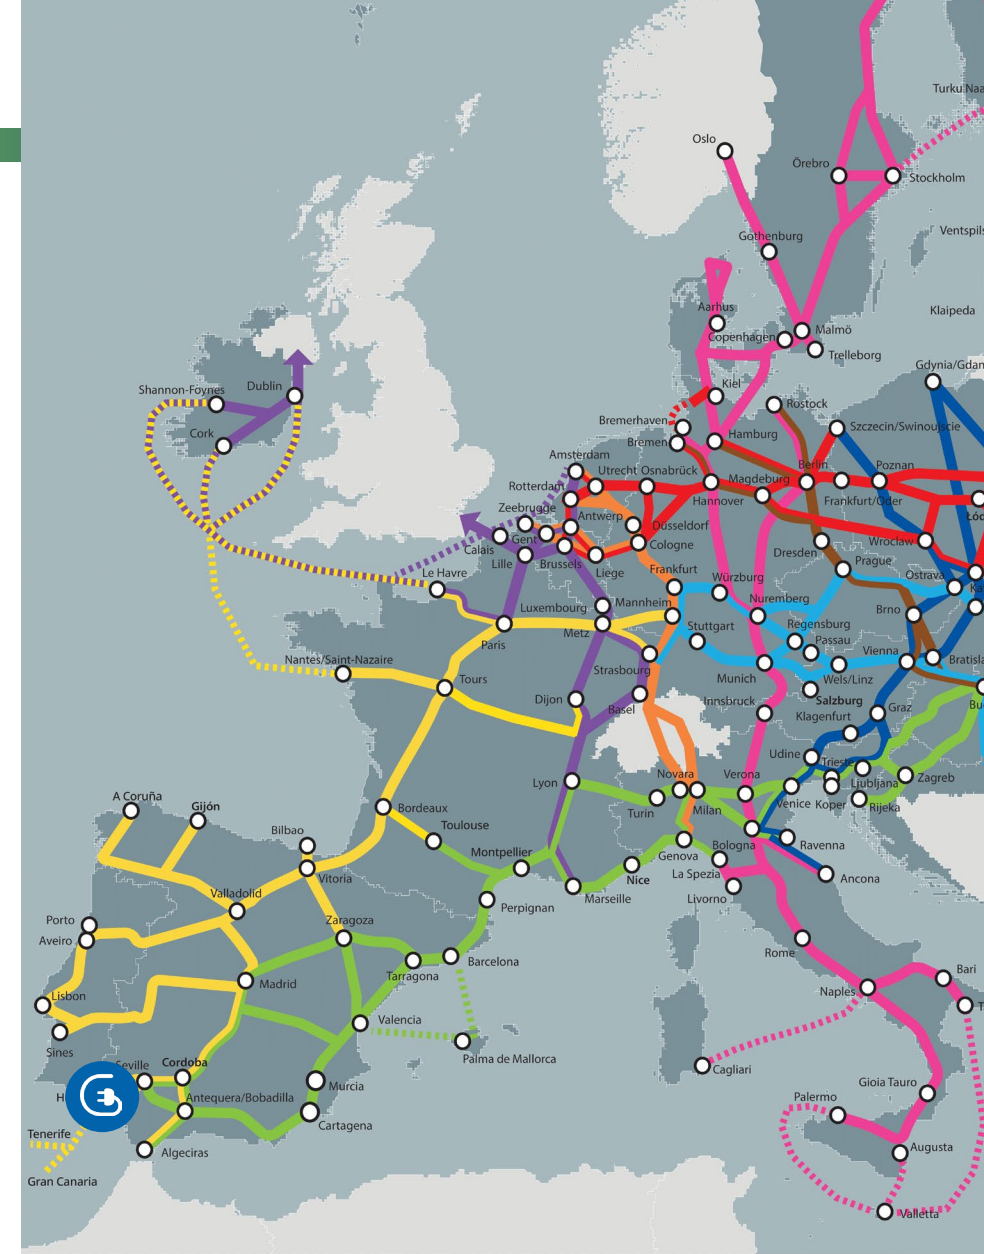 Turku Naa
Oslo
Örebro
Stockholm
Ventspils
Gothenburg
Aarhus
Klaipeda
Copenhagen
Malmö
Trelleborg
Gdynia/Gdan
Kiel
Shannon-Foynes
Dublin
Rostock
Bremerhaven
Szczecin/Swinoujscie
Cork
Bremen
Hamburg
Amsterdam
Utrecht
Osnabrück
Berlin
Poznan
Rotterdam
Magdeburg
Hannover
Frankfurt/Oder
Zeebrugge
Antwerp
Düsseldorf
Gent
Wrocław
Calais
Lille
Brussels
Liege
Cologne
Dresden
Prague
Le Havre
Frankfurt
Würzburg
Ostrava
Luxembourg
Mannheim
Nuremberg
Brno
Stuttgart
Regensburg
Metz
Passau
Paris
Vienna
Nantes/Saint-Nazaire
Strasbourg
Bratisla
Tours
Munich
Wels/Linz
Dijon
Basel
Innsbruck
Salzburg
Graz
Klagenfurt
Udine
Trieste
Lyon
Novara
Verona
Ljubljana
Zagreb
A Coruña
Gijón
Bordeaux
Turin
Milan
Venice
Koper
Rijeka
Bilbao
Toulouse
Montpellier
Genova
Bologna
Ravenna
Vitoria
Nice
La Spezia
Ancona
Valladolid
Marseille
Livorno
Perpignan
Porto
Zaragoza
Aveiro
Rome
Barcelona
Tarragona
Madrid
Bari
Lisbon
Naples
Valencia
Sines
Palma de Mallorca
Seville
Cordoba
Cagliari
Murcia
Gioia Tauro
Antequera/Bobadilla
Palermo
Cartagena
Tenerife
Algeciras
Augusta
Gran Canaria
Valletta